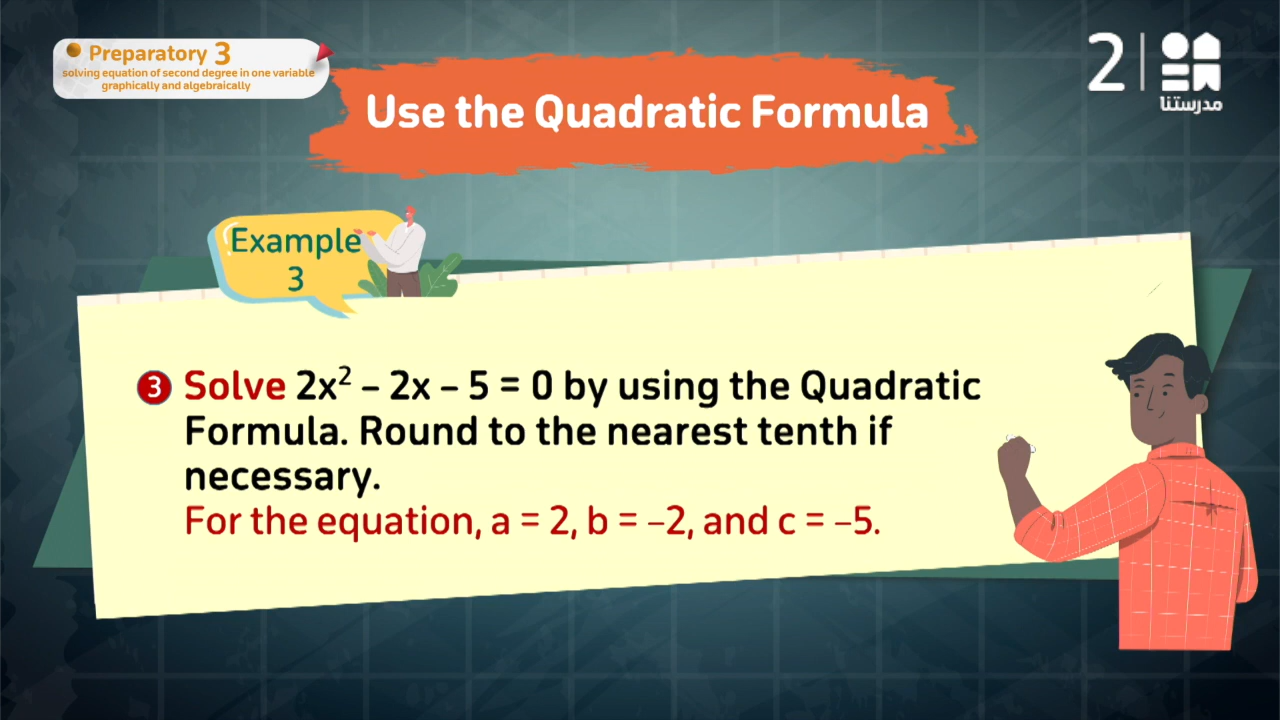 Preparatory 3
solving equation of second degree in one variable
graphically and algebraically
2
مدرستنا
Use the Quadratic Formula
Example
3
3 Solve 2x² – 2x – 5 = 0 by using the Quadratic
Formula. Round to the nearest tenth if
necessary.
For the equation, a = 2, b = –2, and c = –5.